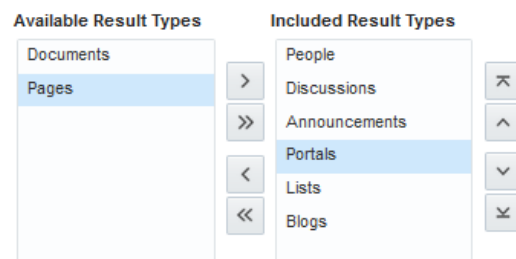 Available Result Types
Documents
Pages
Included Result Types
People
Discussions
Announcements
Portals
Lists
Blogs